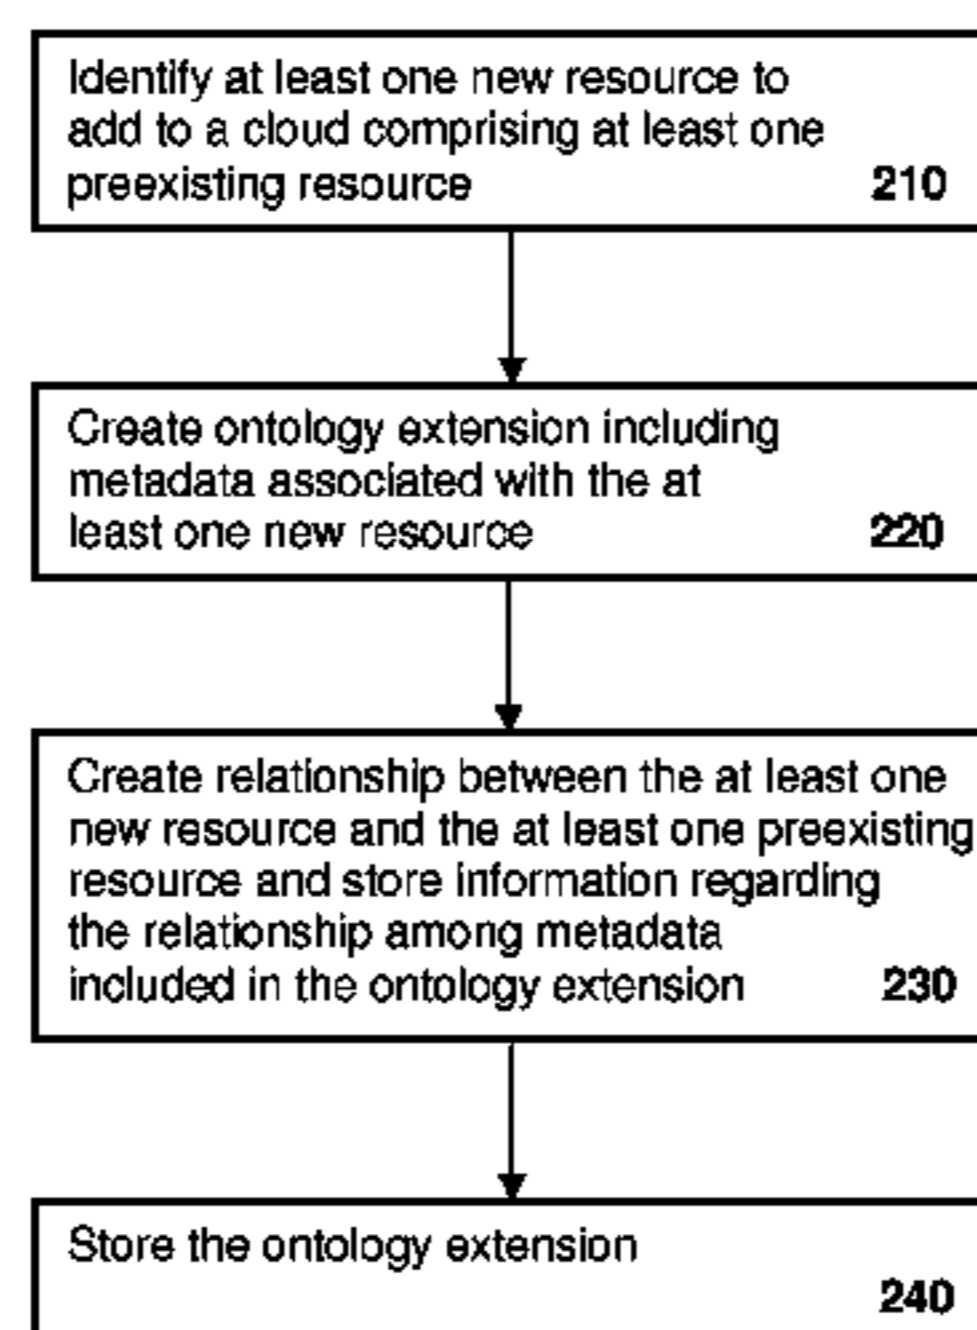 Identify at least one new resource to
add to a cloud comprising at least one
preexisting resource 210
Create ontology extension including
metadata associated with the at
least one new resource 220
Create relationship between the at least one
new resource and the at least one preexisting
resource and store information regarding
the relationship among metadata
included in the ontology extension 230
Store the ontology extension
240